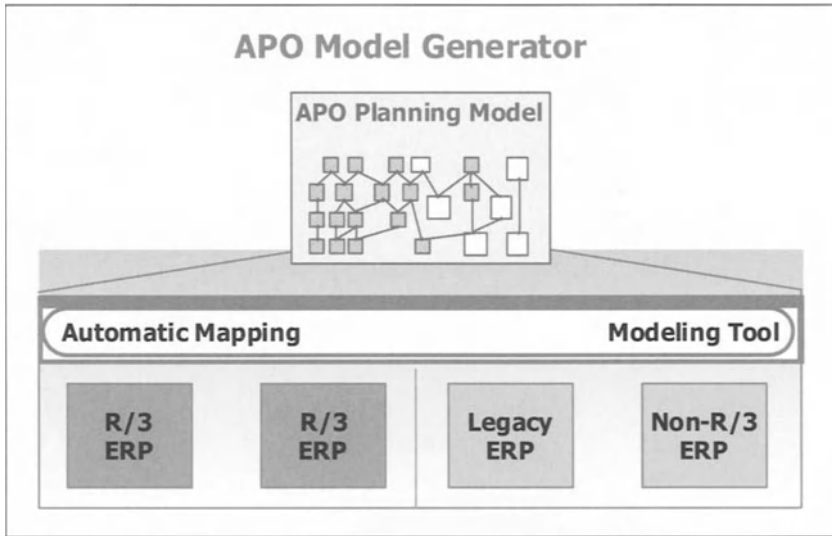 APO Model Generator
APO Planning Model
Automatic Mapping
Modeling Tool
R/3
ERP
R/3
ERP
Legacy
ERP
Non-R/3
ERP